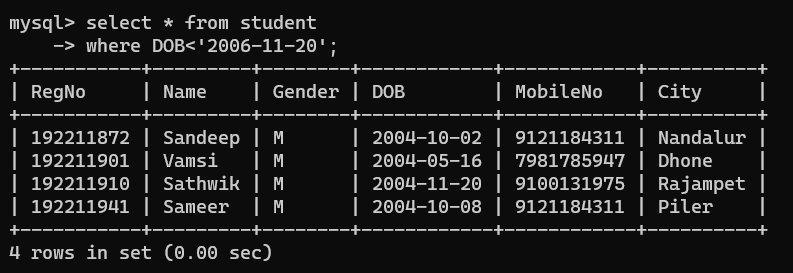 mysql> select * from student
    -> where DOB<'2006-11-20';
+-----------+---------+--------+------------+------------+----------+
| RegNo     | Name    | Gender | DOB        | MobileNo   | City     |
+-----------+---------+--------+------------+------------+----------+
| 192211872 | Sandeep | M      | 2004-10-02 | 9121184311 | Nandalur |
| 192211901 | Vamsi   | M      | 2004-05-16 | 7981785947 | Dhone    |
| 192211910 | Sathwik | M      | 2004-11-20 | 9100131975 | Rajampet |
| 192211941 | Sameer  | M      | 2004-10-08 | 9121184311 | Piler    |
+-----------+---------+--------+------------+------------+----------+
4 rows in set (0.00 sec)